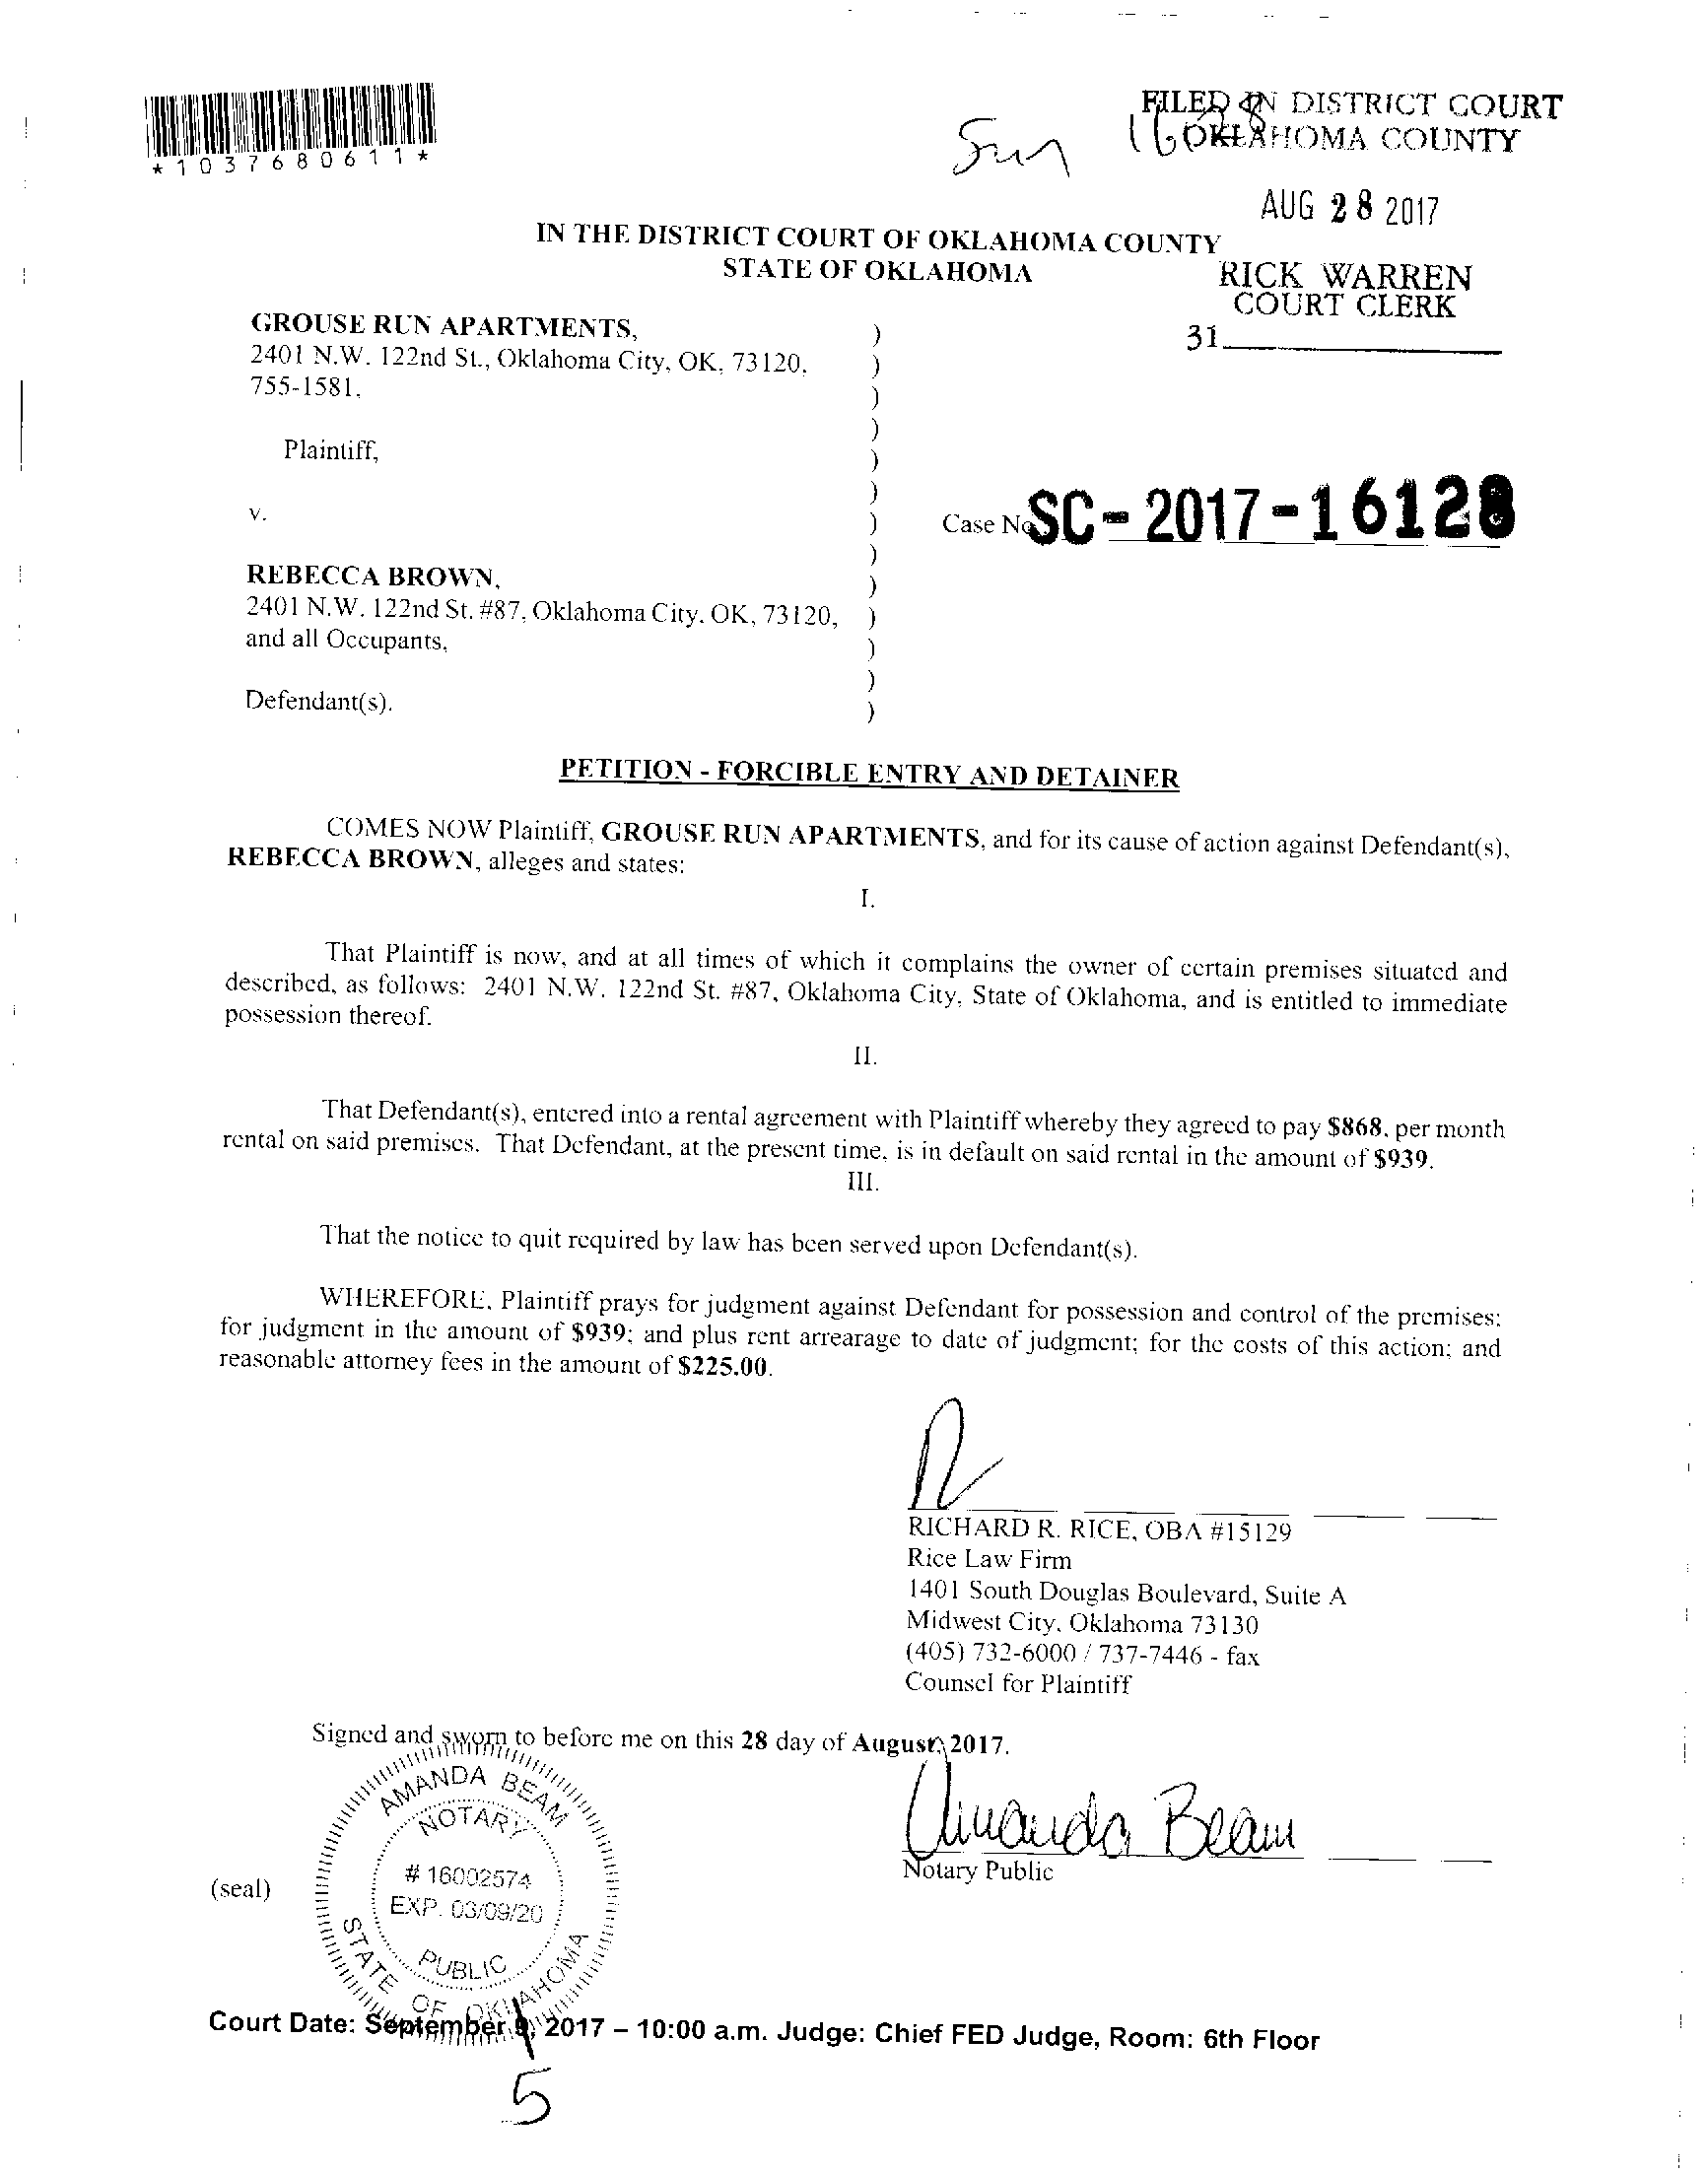 *1037680611*
FILED IN DISTRICT COURT
OKLAHOMA COUNTY
AUG 28 2017
IN THE DISTRICT COURT OF OKLAHOMA COUNTY
STATE OF OKLAHOMA
RICK WARREN
COURT CLERK
31
GROUSE RUN APARTMENTS, )
2401 N.W. 122nd St., Oklahoma City, OK, 73120, )
755-1581, )
)
Plaintiff, )
)
v. )
Case No SC-2017-16128
)
REBECCA BROWN, )
2401 N.W. 122nd St. #87, Oklahoma City, OK, 73120, )
and all Occupants, )
)
Defendant(s). )
PETITION - FORCIBLE ENTRY AND DETAINER
COMES NOW Plaintiff, GROUSE RUN APARTMENTS, and for its cause of action against Defendant(s),
REBECCA BROWN, alleges and states:
I.
That Plaintiff is now, and at all times of which it complains the owner of certain premises situated and
described, as follows: 2401 N.W. 122nd St. #87, Oklahoma City, State of Oklahoma, and is entitled to immediate
possession thereof.
II.
That Defendant(s), entered into a rental agreement with Plaintiff whereby they agreed to pay $868, per month
rental on said premises. That Defendant, at the present time, is in default on said rental in the amount of $939.
III.
That the notice to quit required by law has been served upon Defendant(s).
WHEREFORE, Plaintiff prays for judgment against Defendant for possession and control of the premises;
for judgment in the amount of $939; and plus rent arrearage to date of judgment; for the costs of this action; and
reasonable attorney fees in the amount of $225.00.
RICHARD R. RICE, OBA #15129
Rice Law Firm
1401 South Douglas Boulevard, Suite A
Midwest City, Oklahoma 73130
(405) 732-6000 / 737-7446 - fax
Counsel for Plaintiff
Signed and sworn to before me on this 28 day of August, 2017.
Amanda Beam
Notary Public
(seal)
AMANDA BEAM
NOTARY
# 16002574
EXP. 03/09/20
PUBLIC
STATE OF OKLAHOMA
Court Date: September 2017 – 10:00 a.m. Judge: Chief FED Judge, Room: 6th Floor
5